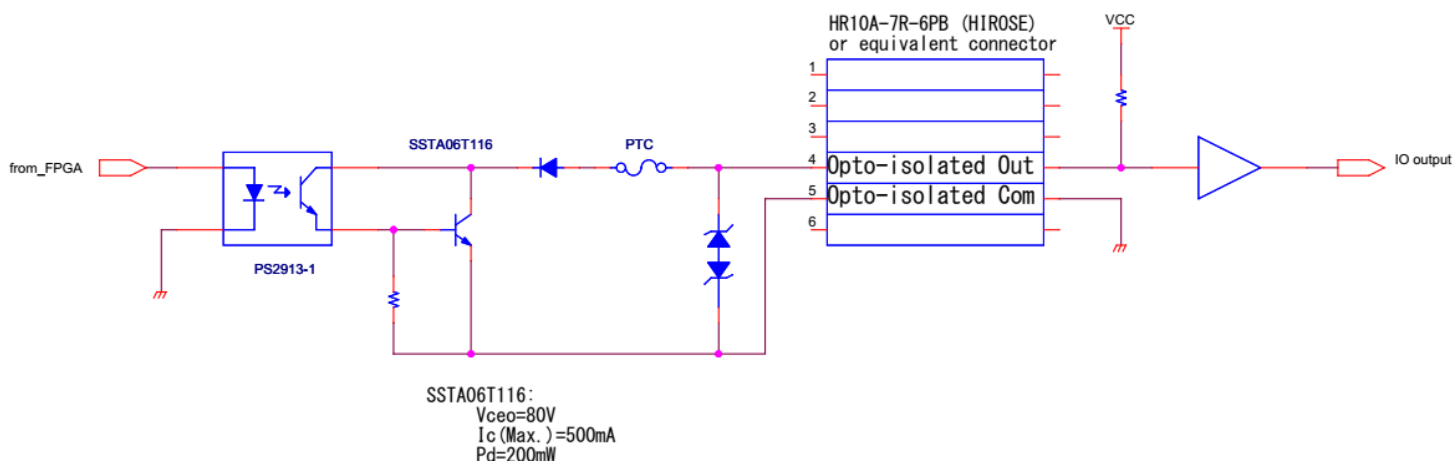 HR10A-7R-6PB (HIROSE)
or equivalent connector
VCC
1
2
3
SSTA06T116
PTC
from_FPGA
4
Opto-isolated Out
IO output
5
Opto-isolated Com
6
PS2913-1
SSTA06T116:
Vceo=80V
Ic(Max.)=500mA
Pd=200mW